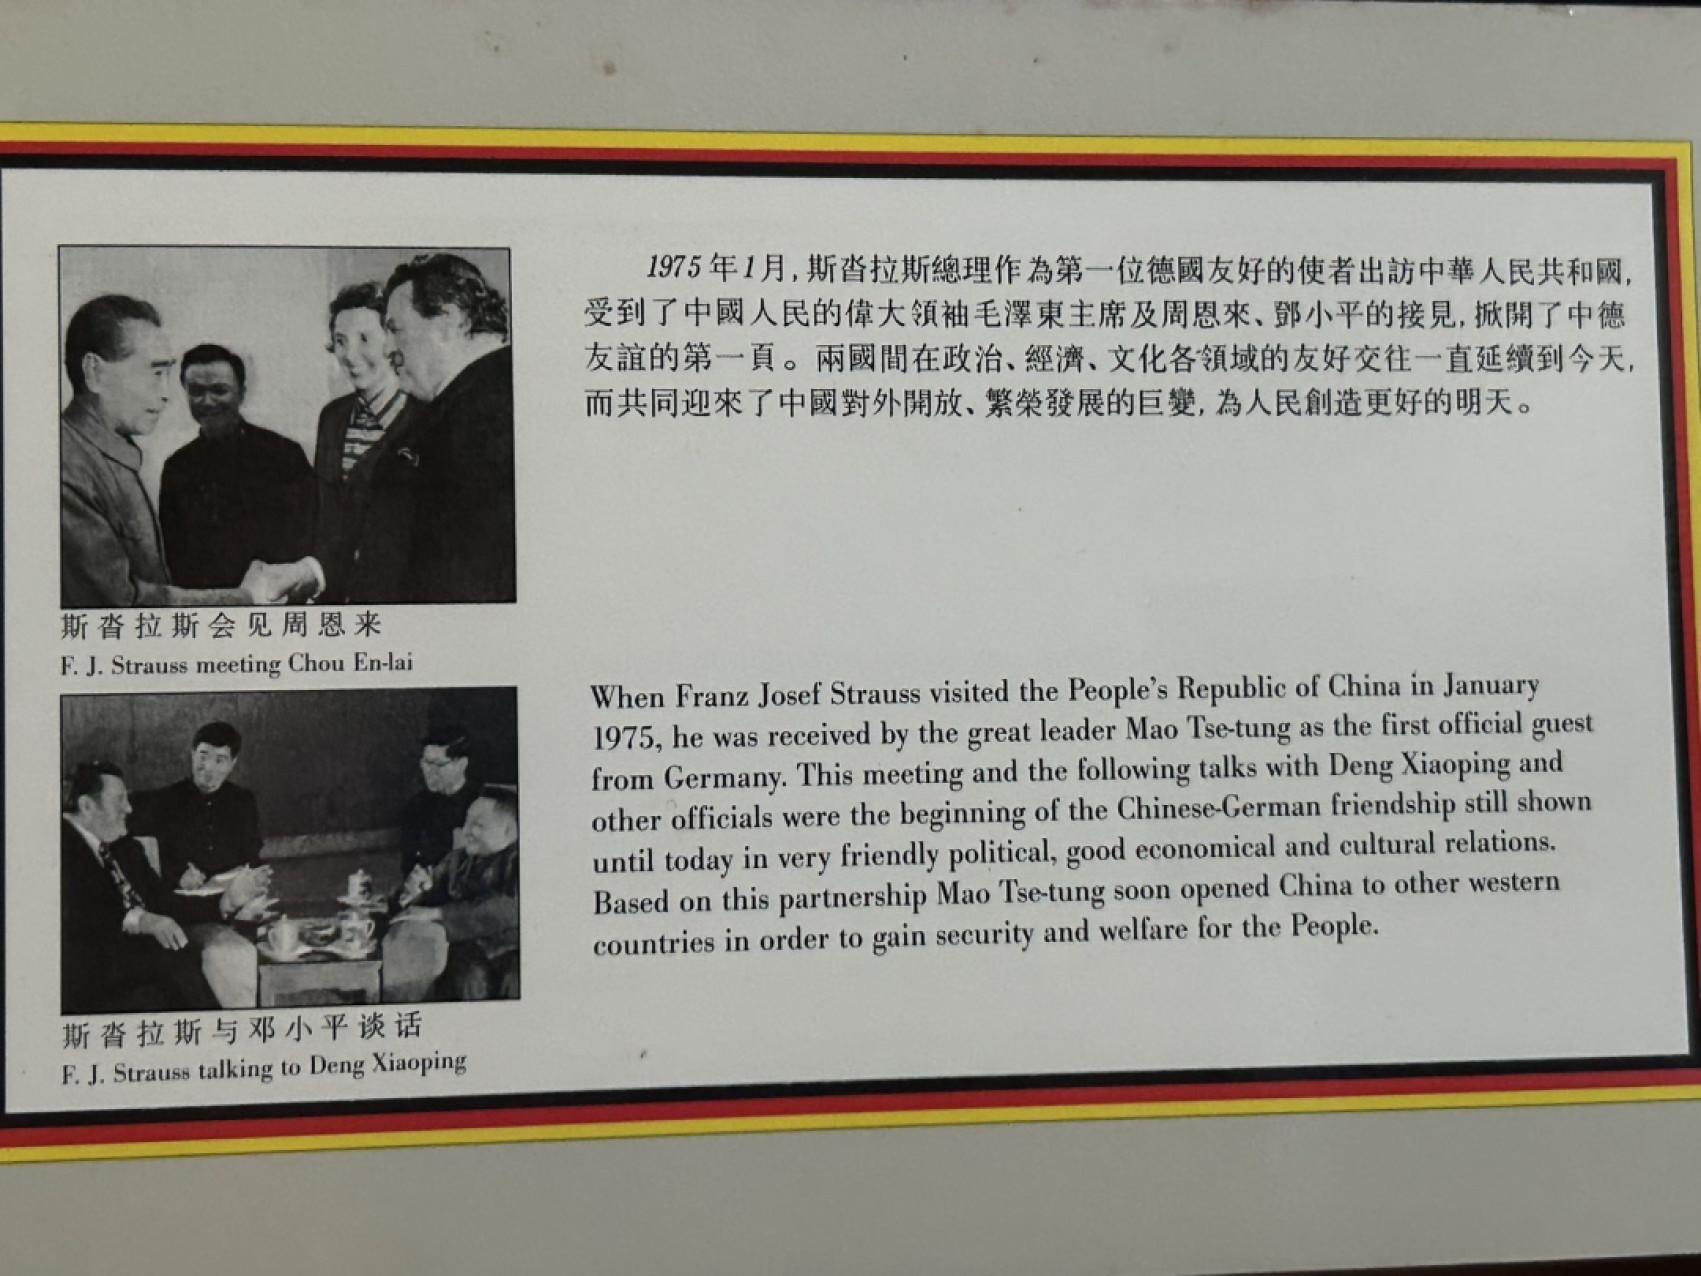 1975年1月,斯沓拉斯總理作為第一位德國友好的使者出訪中華人民共和國,
受到了中國人民的偉大領袖毛澤東主席及周恩來、鄧小平的接見,掀開了中德
友誼的第一頁。兩國間在政治、經濟、文化各領域的友好交往一直延續到今天,
而共同迎來了中國對外開放、繁榮發展的巨變,為人民創造更好的明天。
斯沓拉斯会见周恩来
F. J. Strauss meeting Chou En-lai
When Franz Josef Strauss visited the People's Republic of China in January
1975, he was received by the great leader Mao Tse-tung as the first official guest
from Germany. This meeting and the following talks with Deng Xiaoping and
other officials were the beginning of the Chinese-German friendship still shown
until today in very friendly political, good economical and cultural relations.
Based on this partnership Mao Tse-tung soon opened China to other western
countries in order to gain security and welfare for the People.
斯沓拉斯与邓小平谈话
F. J. Strauss talking to Deng Xiaoping